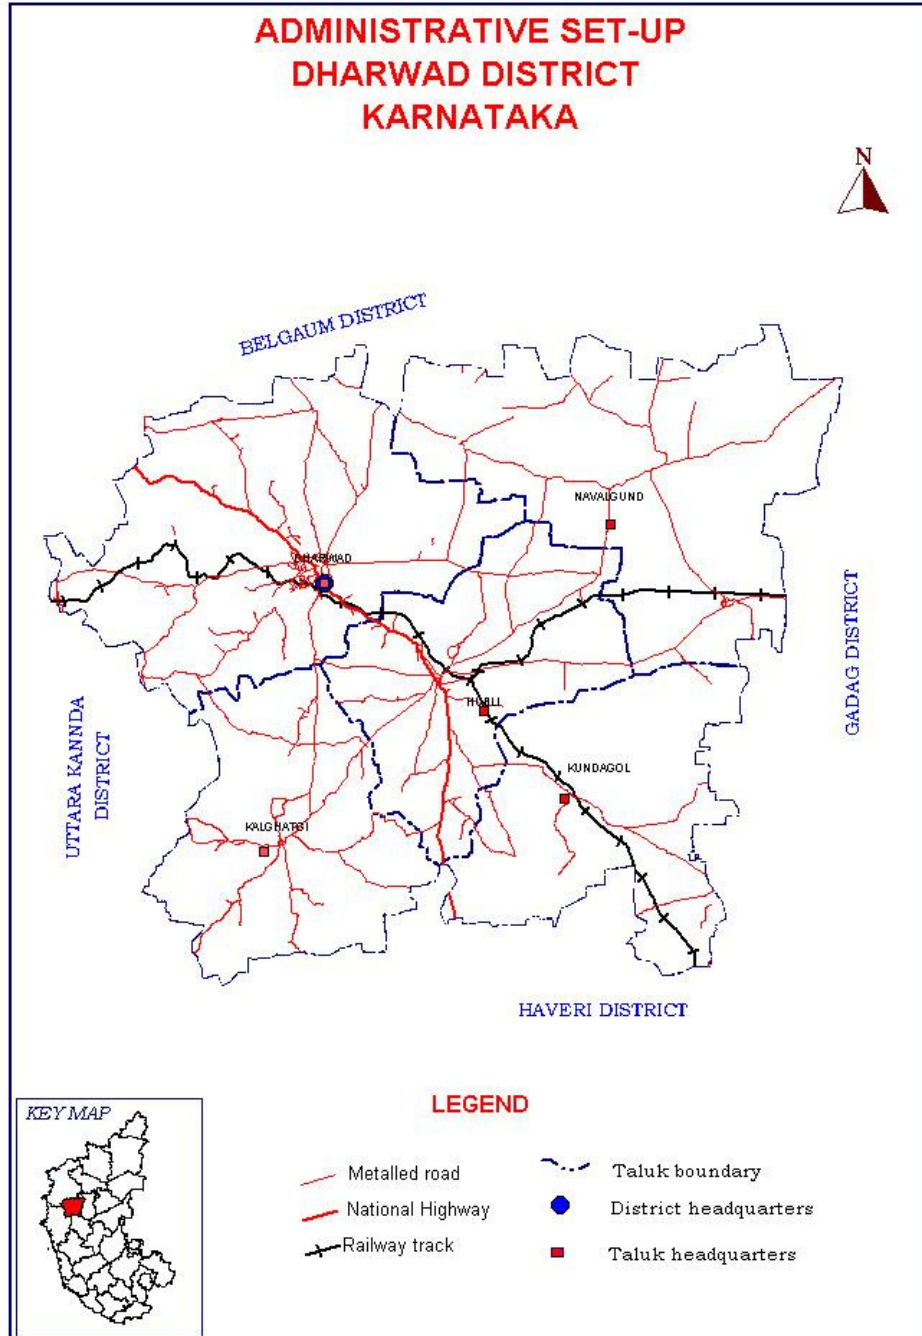 ADMINISTRATIVE SET-UP
DHARWAD DISTRICT
KARNATAKA
N
BELGAUM DISTRICT
NAVALGUND
DHARWAD
GADAG DISTRICT
HUBLI
UTTARA KANNDA
DISTRICT
KUNDAGOL
KALGHATGI
HAVERI DISTRICT
KEY MAP
LEGEND
Metalled road
National Highway
Railway track
Taluk boundary
District headquarters
Taluk headquarters